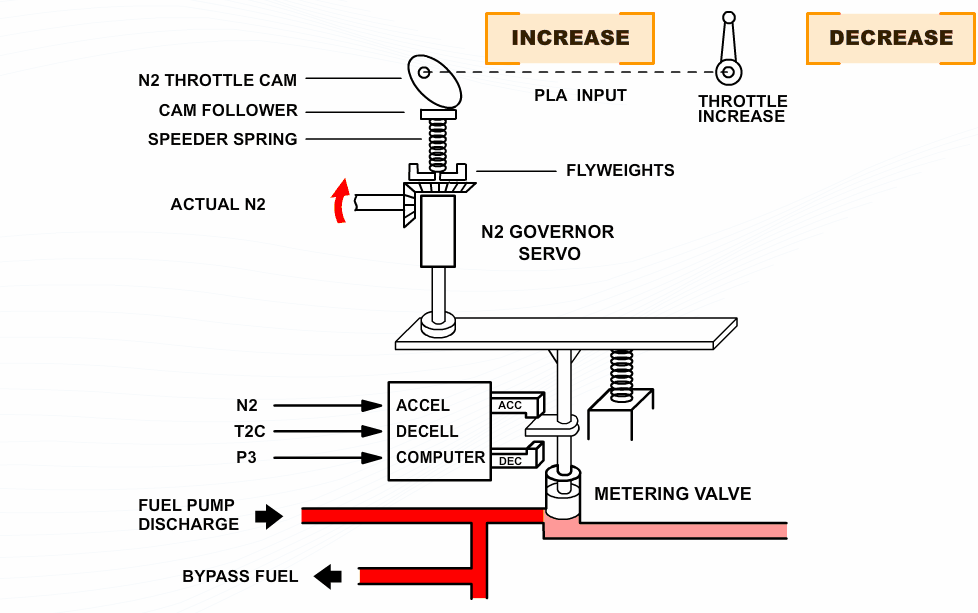 INCREASE
DECREASE
N2 THROTTLE CAM
PLA INPUT
THROTTLE
INCREASE
CAM FOLLOWER
SPEEDER SPRING
FLYWEIGHTS
ACTUAL N2
N2 GOVERNOR
SERVO
N2
ACCEL
ACC
T2C
DECELL
P3
COMPUTER
DEC
METERING VALVE
FUEL PUMP
DISCHARGE
BYPASS FUEL